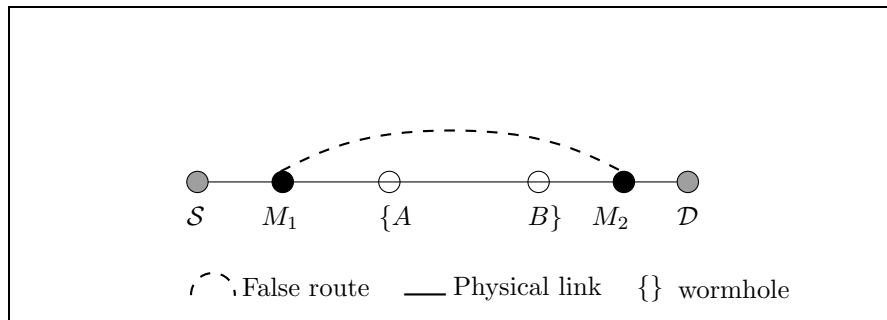 𝒮 M₁ {A B} M₂ 𝒟
False route Physical link {} wormhole